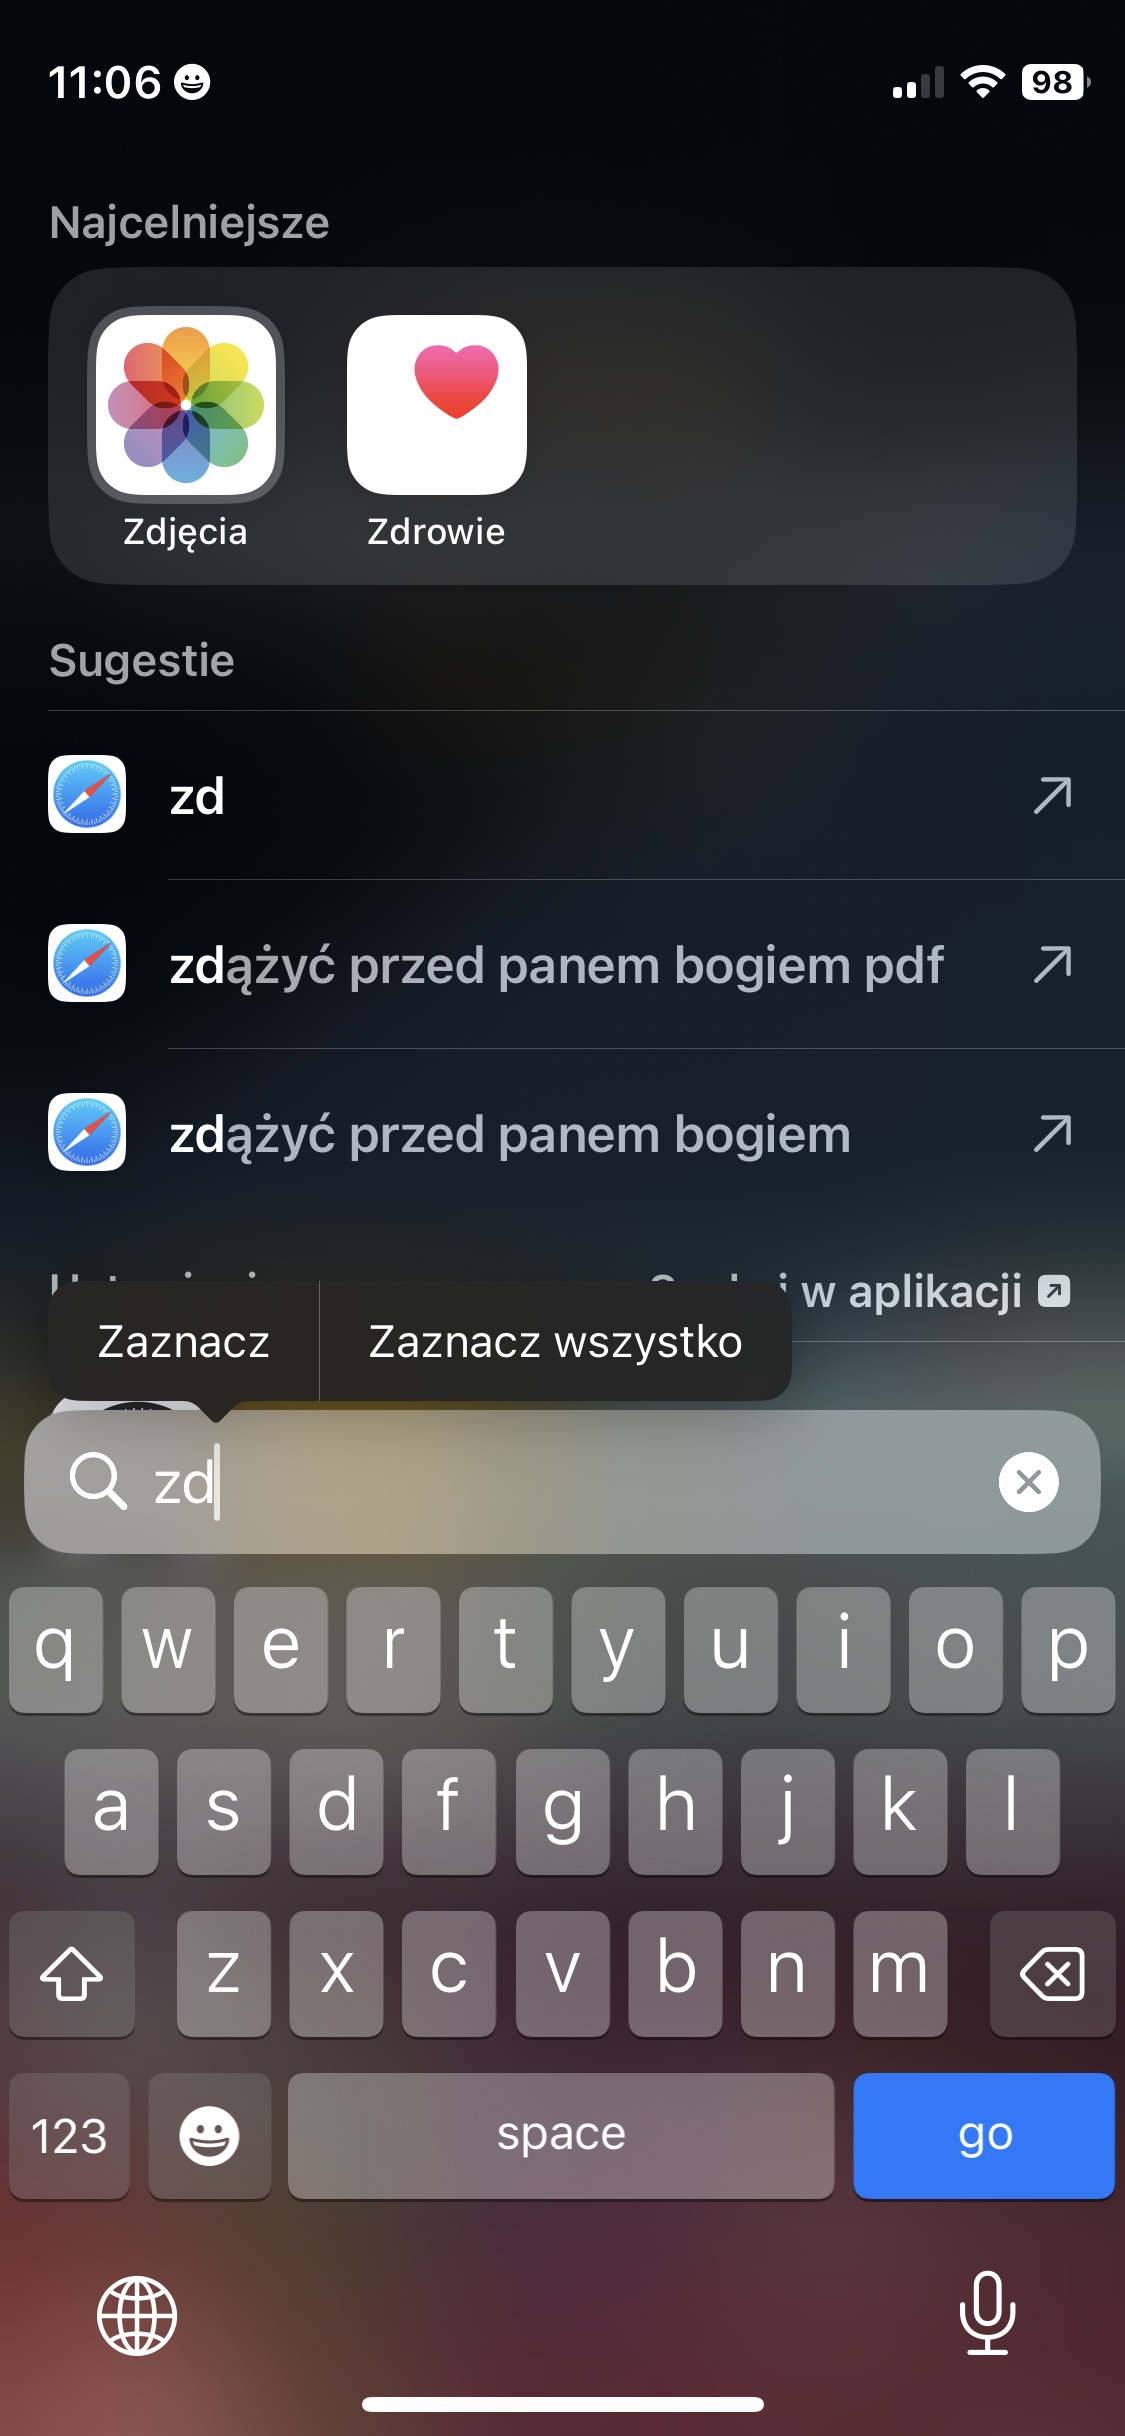 11:06
98
Najcelniejsze
Zdjęcia
Zdrowie
Sugestie
zd
zdążyć przed panem bogiem pdf
zdążyć przed panem bogiem
w aplikacji
Zaznacz
Zaznacz wszystko
zd
q w e r t y u i o p
a s d f g h j k l
z x c v b n m
123
space
go